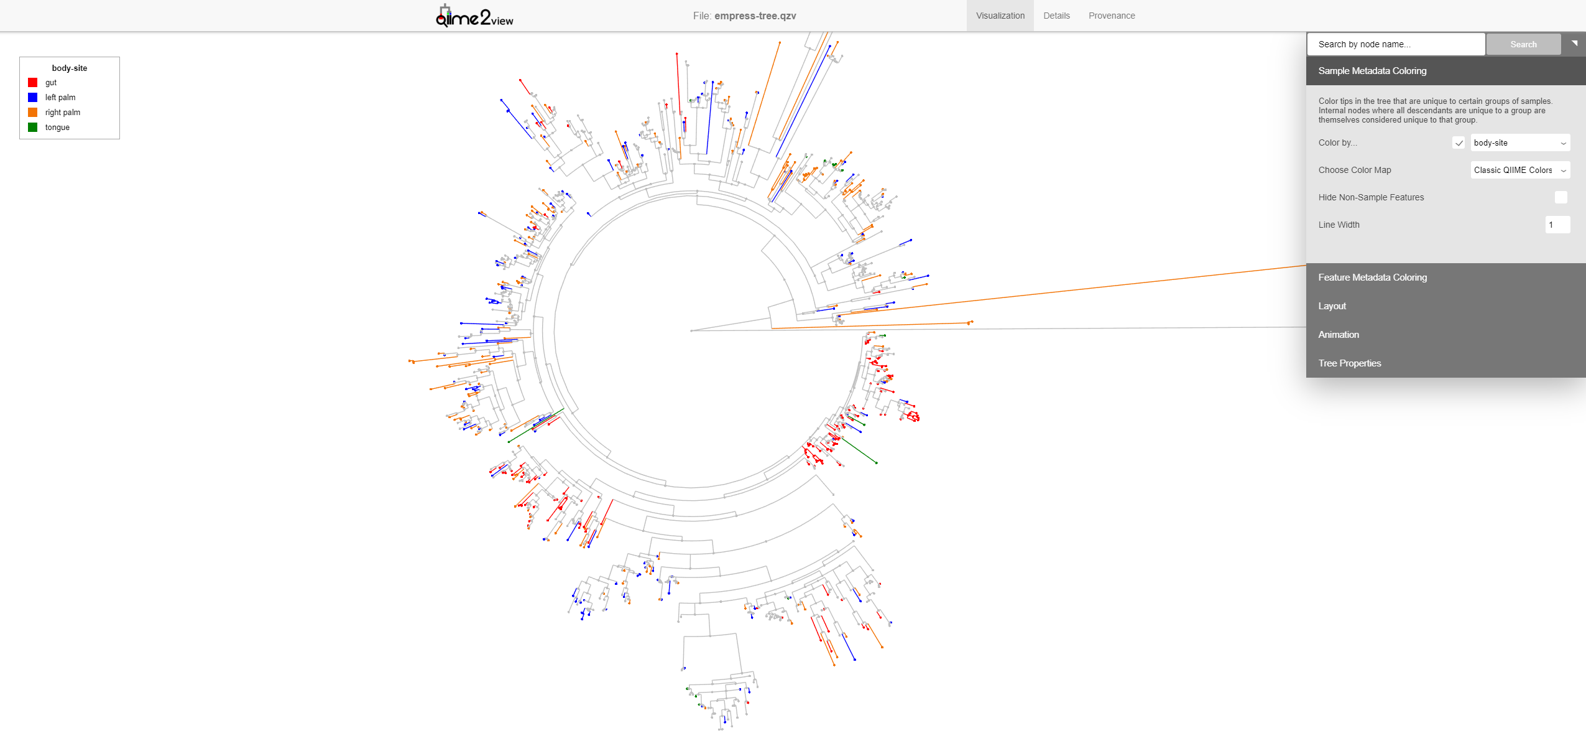 qiime2view
File: empress-tree.qzv
Visualization
Details
Provenance
body-site
gut
left palm
right palm
tongue
Search by node name...
Search
Sample Metadata Coloring
Color tips in the tree that are unique to certain groups of samples.
Internal nodes where all descendants are unique to a group are
themselves considered unique to that group.
Color by...
body-site
Choose Color Map
Classic QIIME Colors
Hide Non-Sample Features
Line Width
1
Feature Metadata Coloring
Layout
Animation
Tree Properties